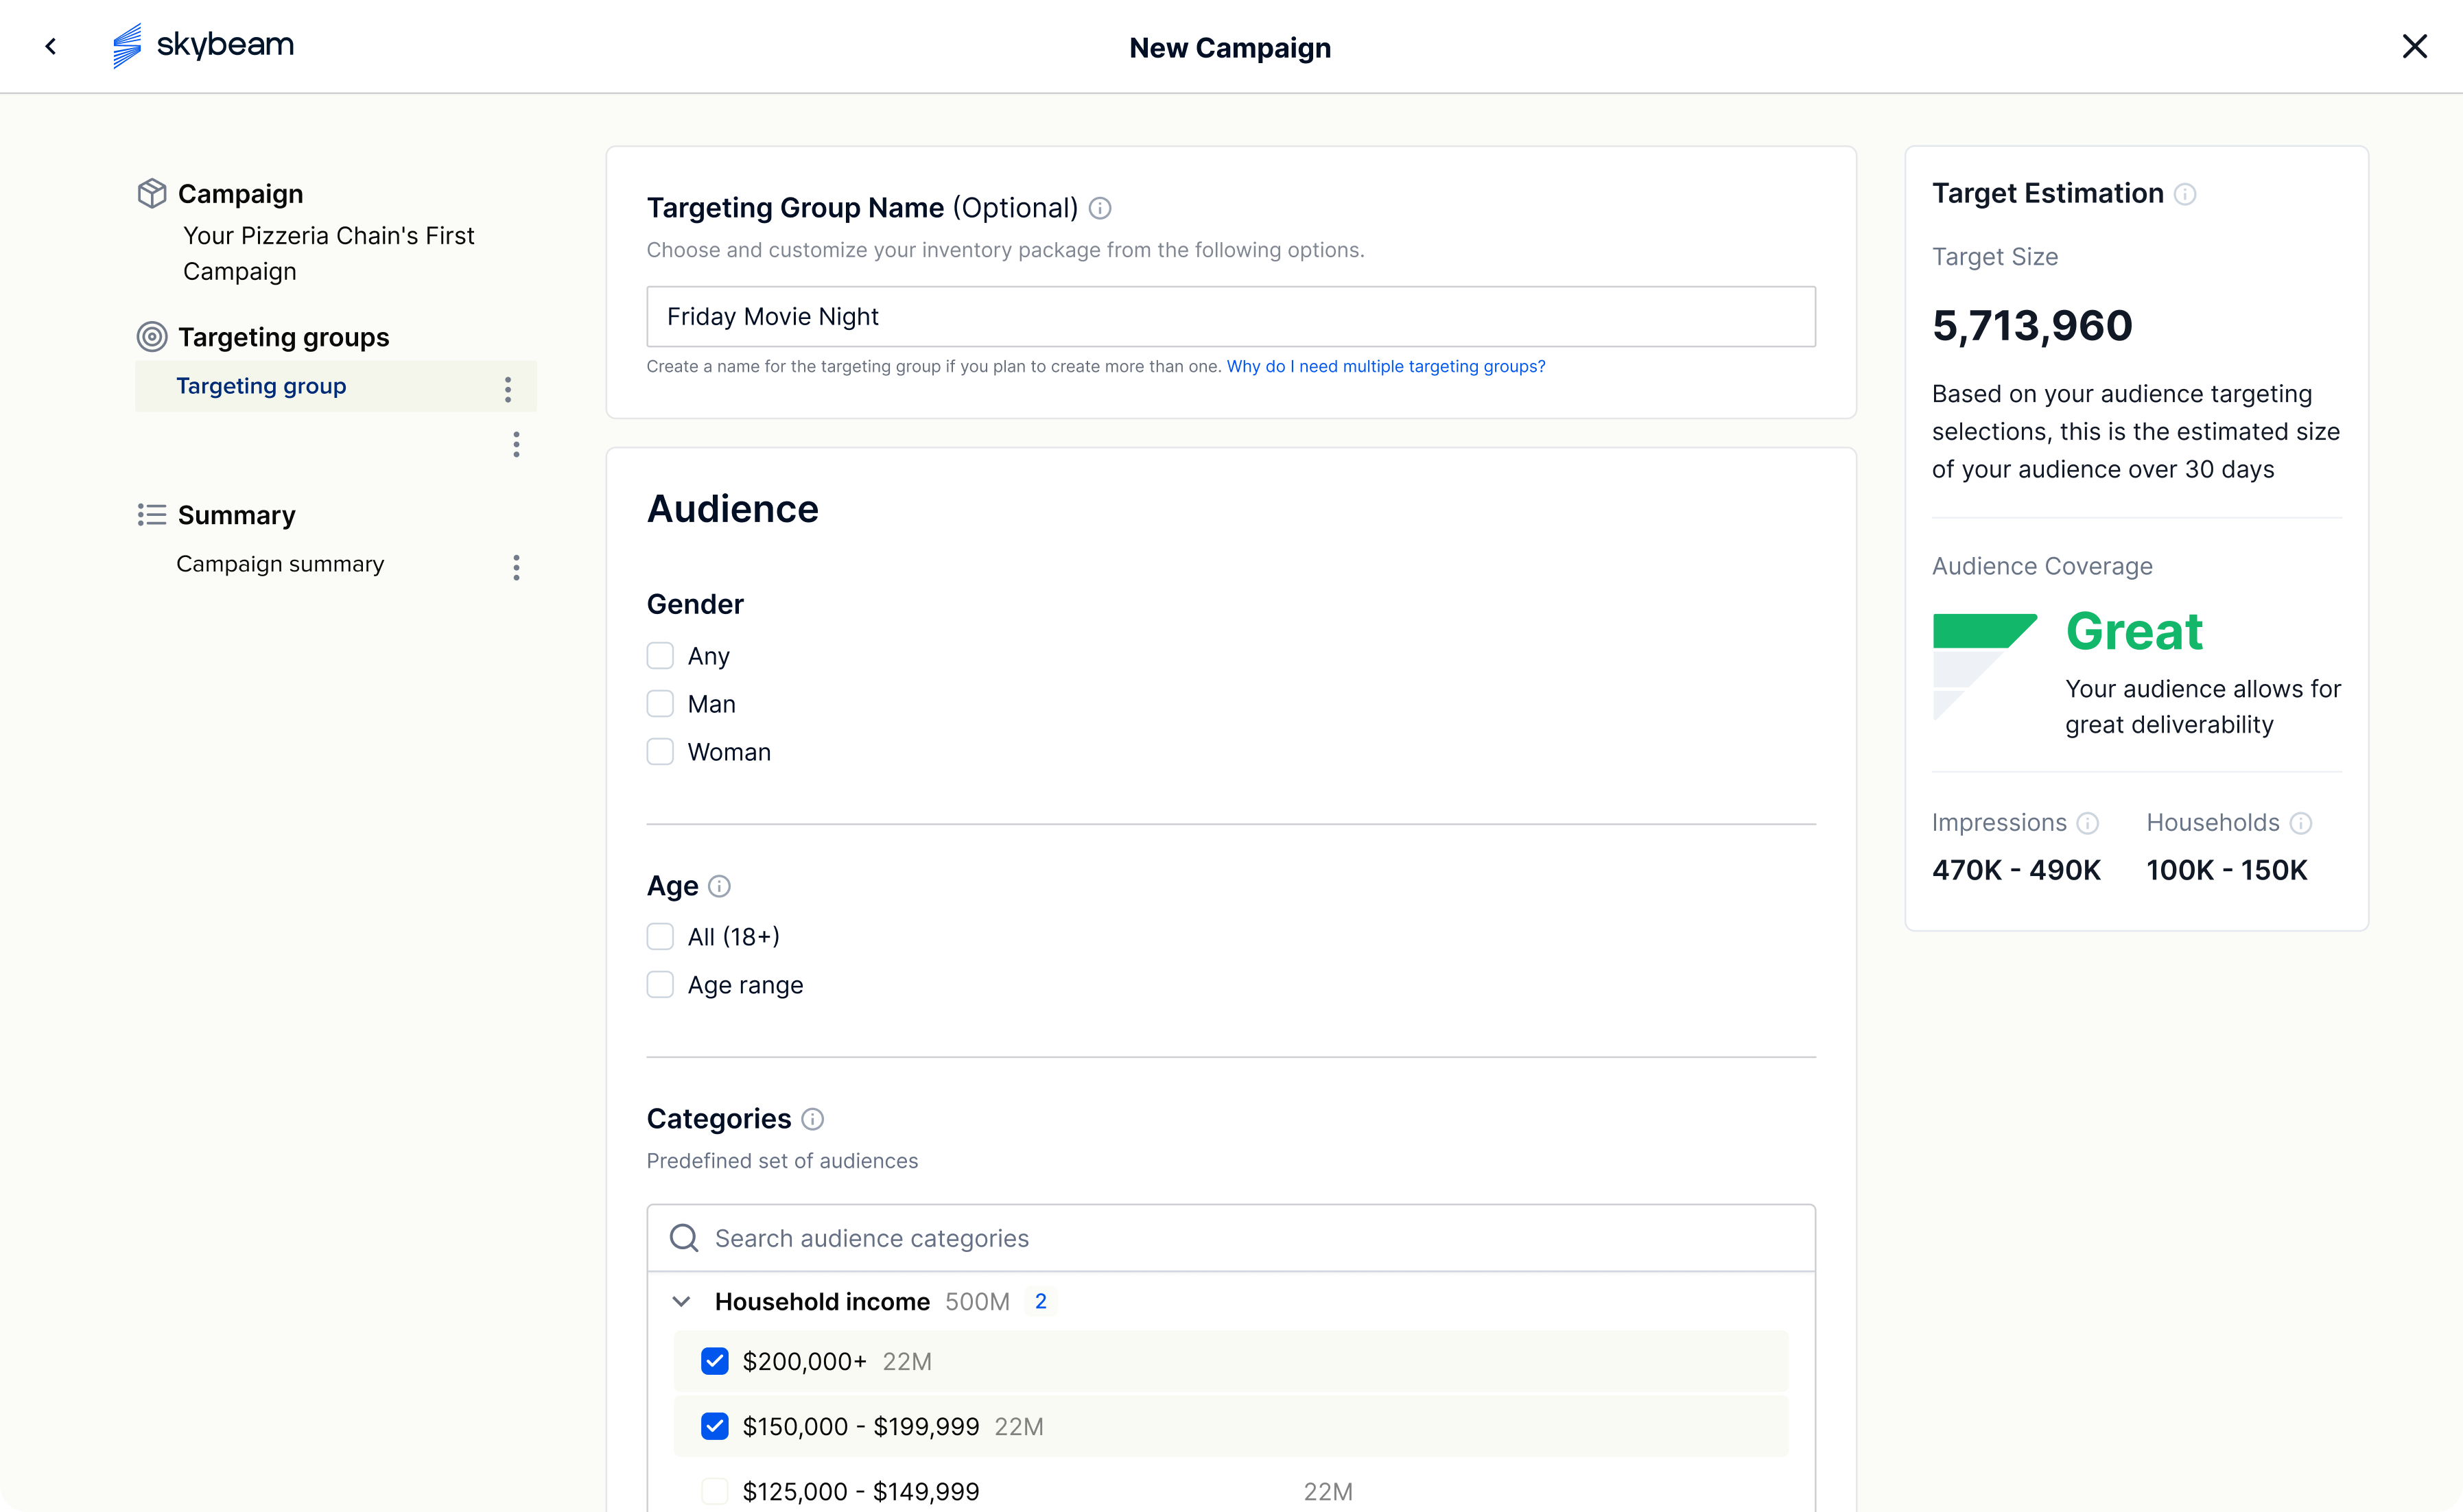 skybeam
New Campaign
Campaign
Your Pizzeria Chain's First
Campaign
Targeting groups
Targeting group
Summary
Campaign summary
Targeting Group Name (Optional)
Choose and customize your inventory package from the following options.
Friday Movie Night
Create a name for the targeting group if you plan to create more than one. Why do I need multiple targeting groups?
Audience
Gender
Any
Man
Woman
Age
All (18+)
Age range
Categories
Predefined set of audiences
Search audience categories
Household income 500M 2
$200,000+ 22M
$150,000 - $199,999 22M
$125,000 - $149,999 22M
Target Estimation
Target Size
5,713,960
Based on your audience targeting
selections, this is the estimated size
of your audience over 30 days
Audience Coverage
Great
Your audience allows for
great deliverability
Impressions Households
470K - 490K 100K - 150K